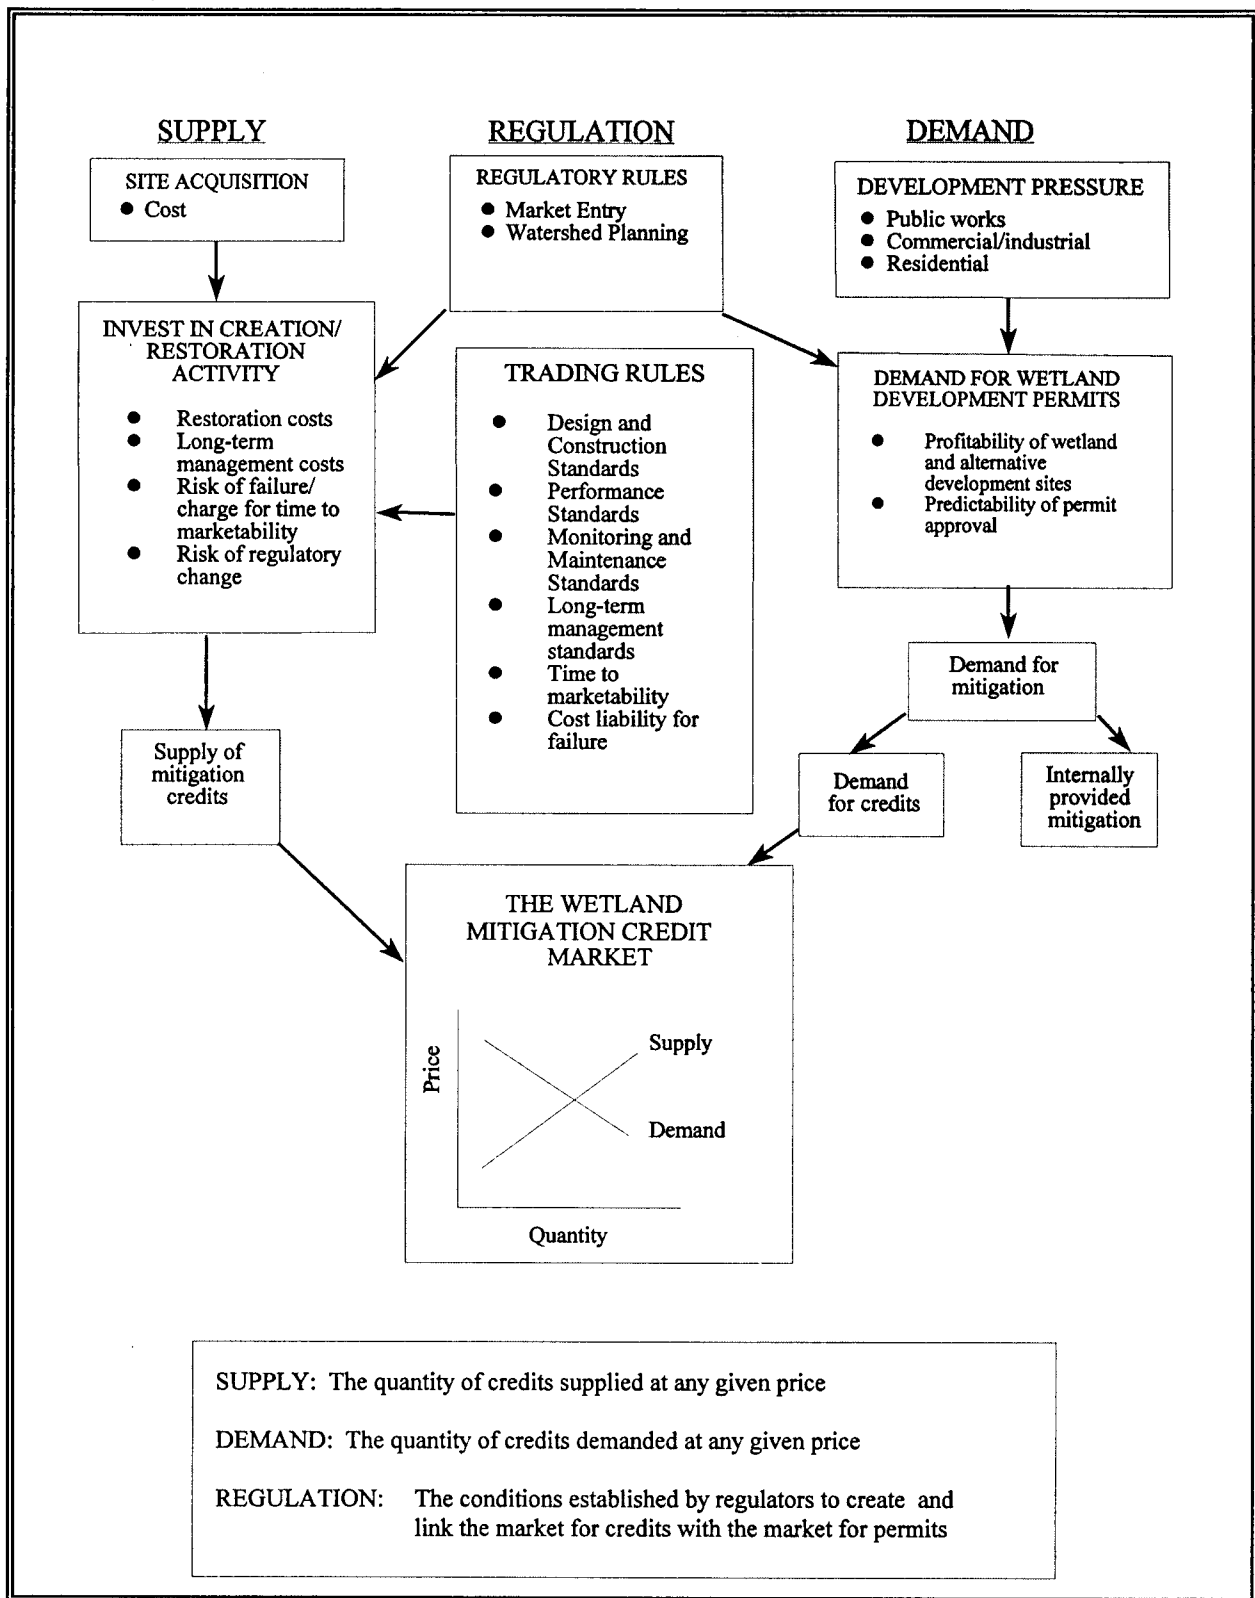 SUPPLY
SITE ACQUISITION
● Cost
INVEST IN CREATION/
RESTORATION
ACTIVITY
● Restoration costs
● Long-term
management costs
● Risk of failure/
charge for time to
marketability
● Risk of regulatory
change
Supply of
mitigation
credits
REGULATION
REGULATORY RULES
● Market Entry
● Watershed Planning
TRADING RULES
● Design and
Construction
Standards
● Performance
Standards
● Monitoring and
Maintenance
Standards
● Long-term
management
standards
● Time to
marketability
● Cost liability for
failure
DEMAND
DEVELOPMENT PRESSURE
● Public works
● Commercial/industrial
● Residential
DEMAND FOR WETLAND
DEVELOPMENT PERMITS
● Profitability of wetland
and alternative
development sites
● Predictability of permit
approval
Demand for
mitigation
Demand
for credits
Internally
provided
mitigation
THE WETLAND
MITIGATION CREDIT
MARKET
Price
Supply
Demand
Quantity
SUPPLY: The quantity of credits supplied at any given price
DEMAND: The quantity of credits demanded at any given price
REGULATION: The conditions established by regulators to create and
link the market for credits with the market for permits